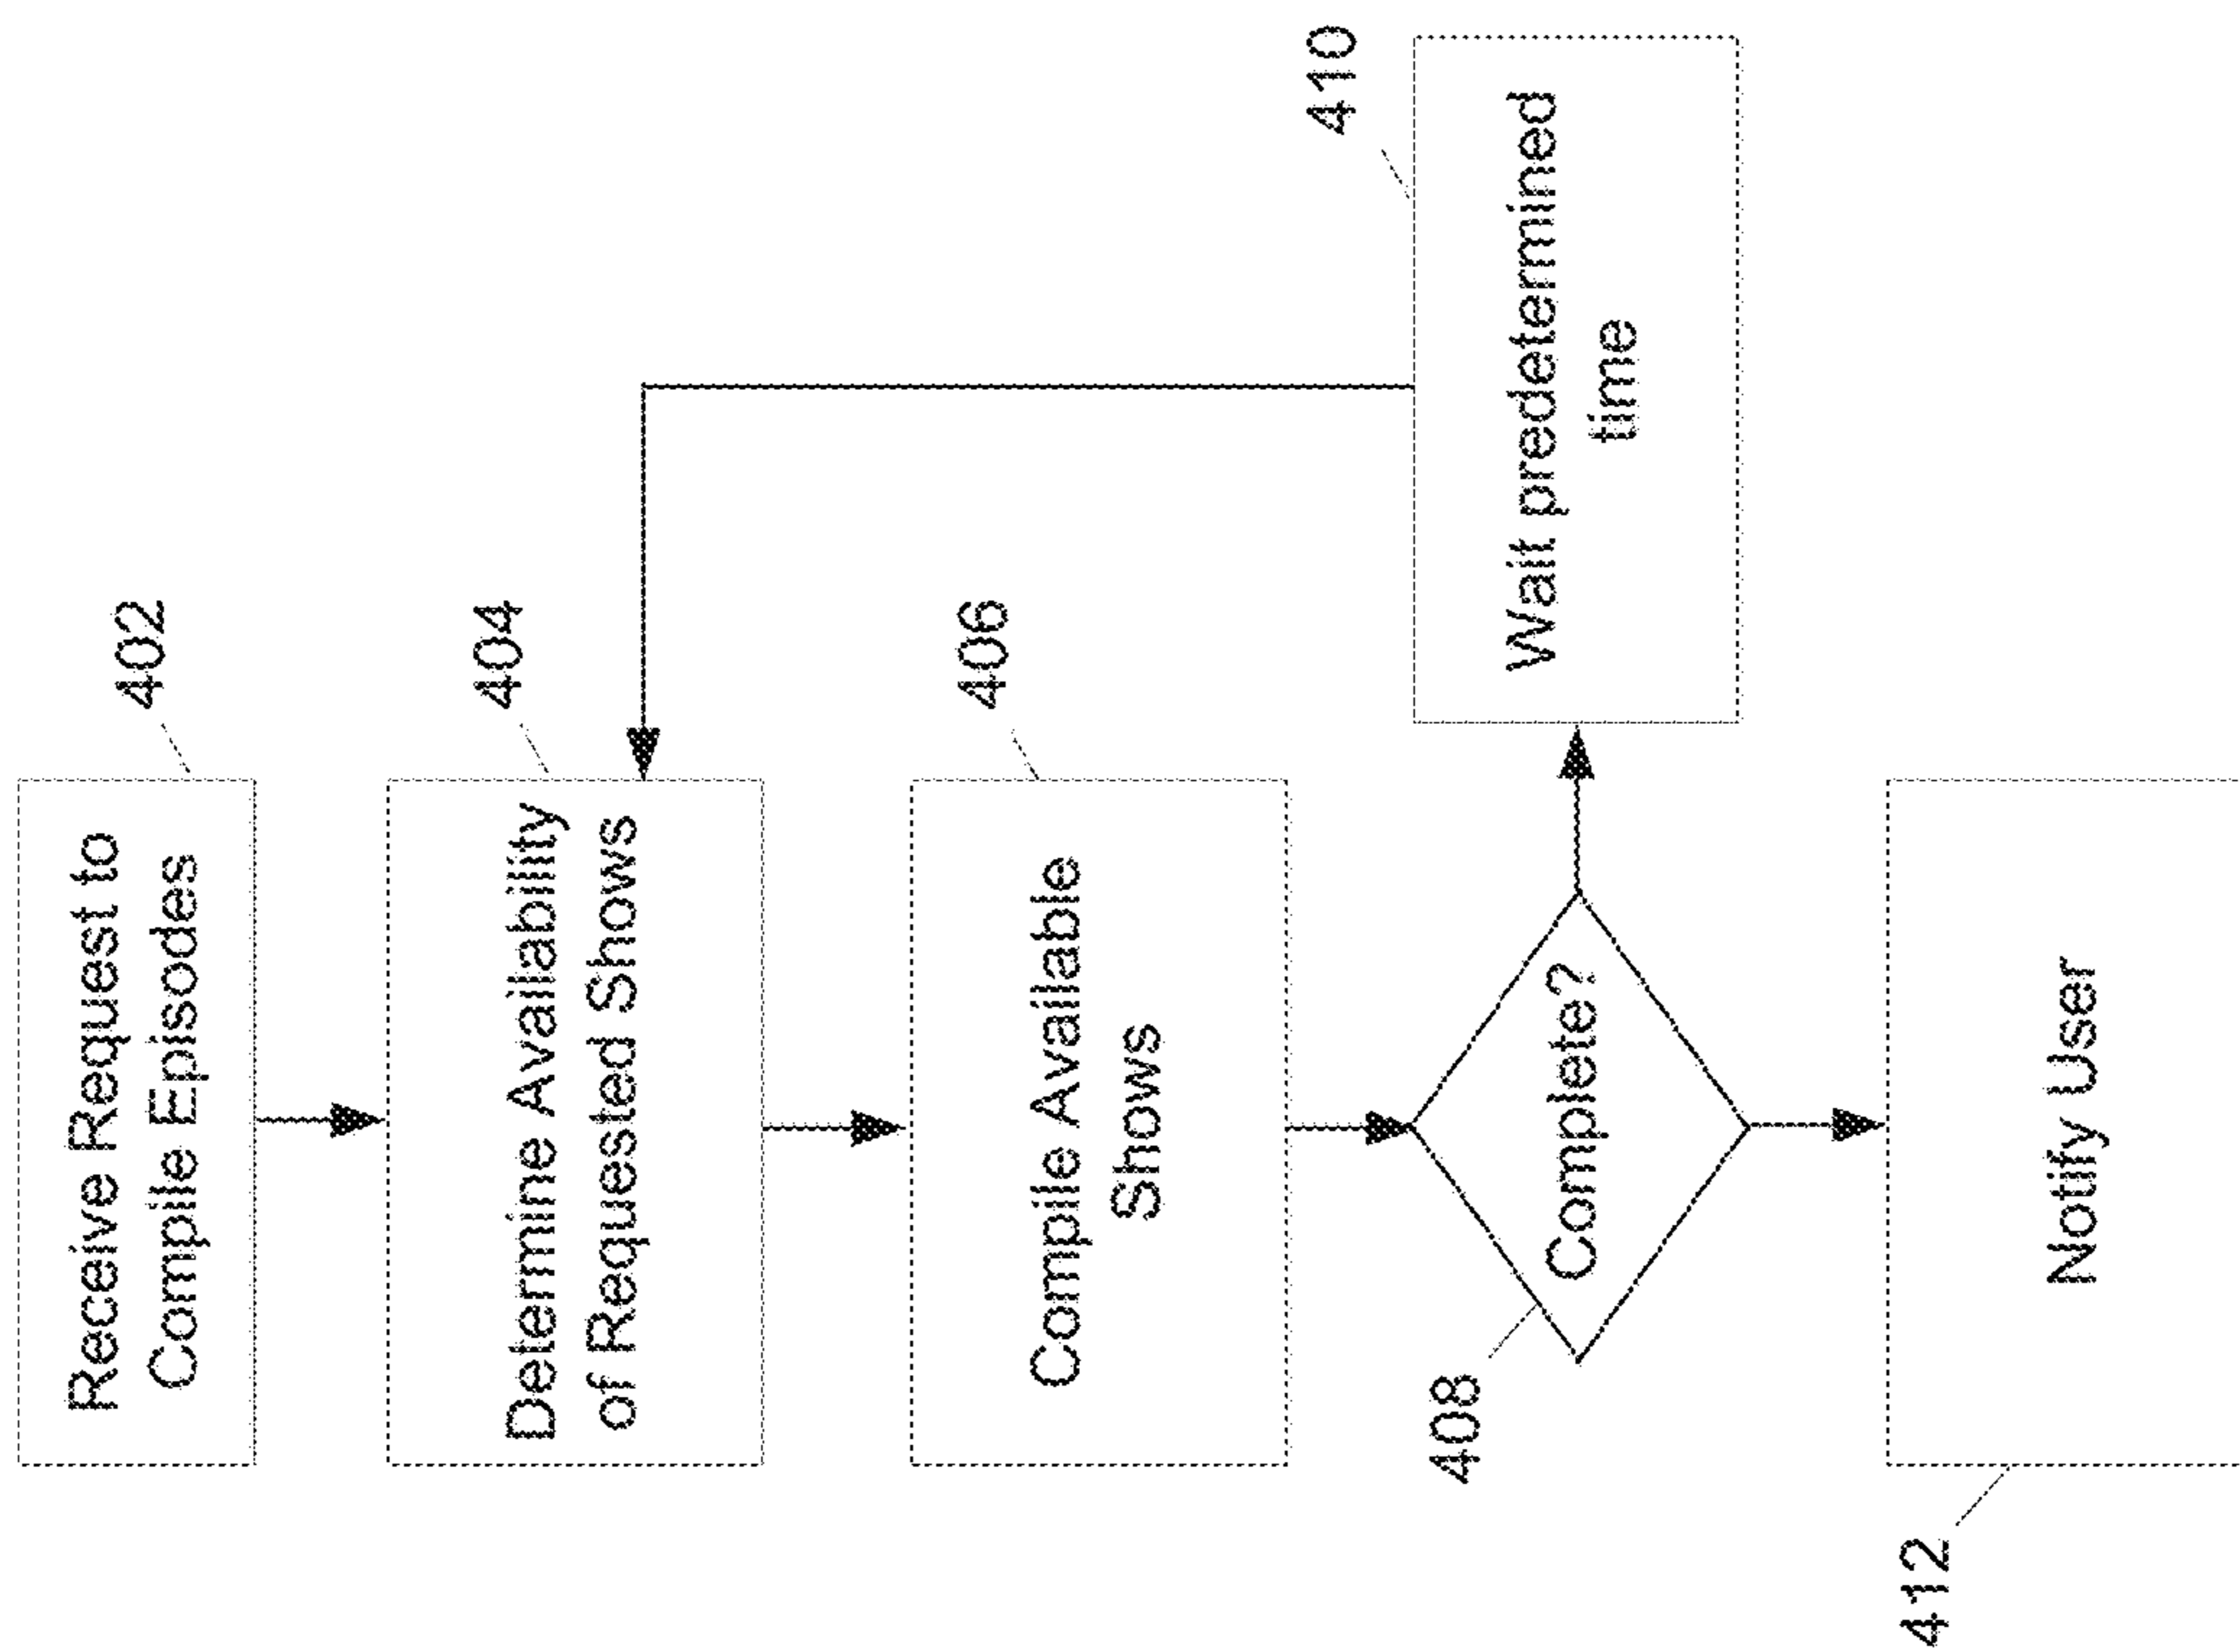 Receive Request to
Compile Episodes
402
Determine Availability
of Requested Shows
404
Compile Available
Shows
406
Complete?
408
Wait predetermined
time
410
Notify User
412